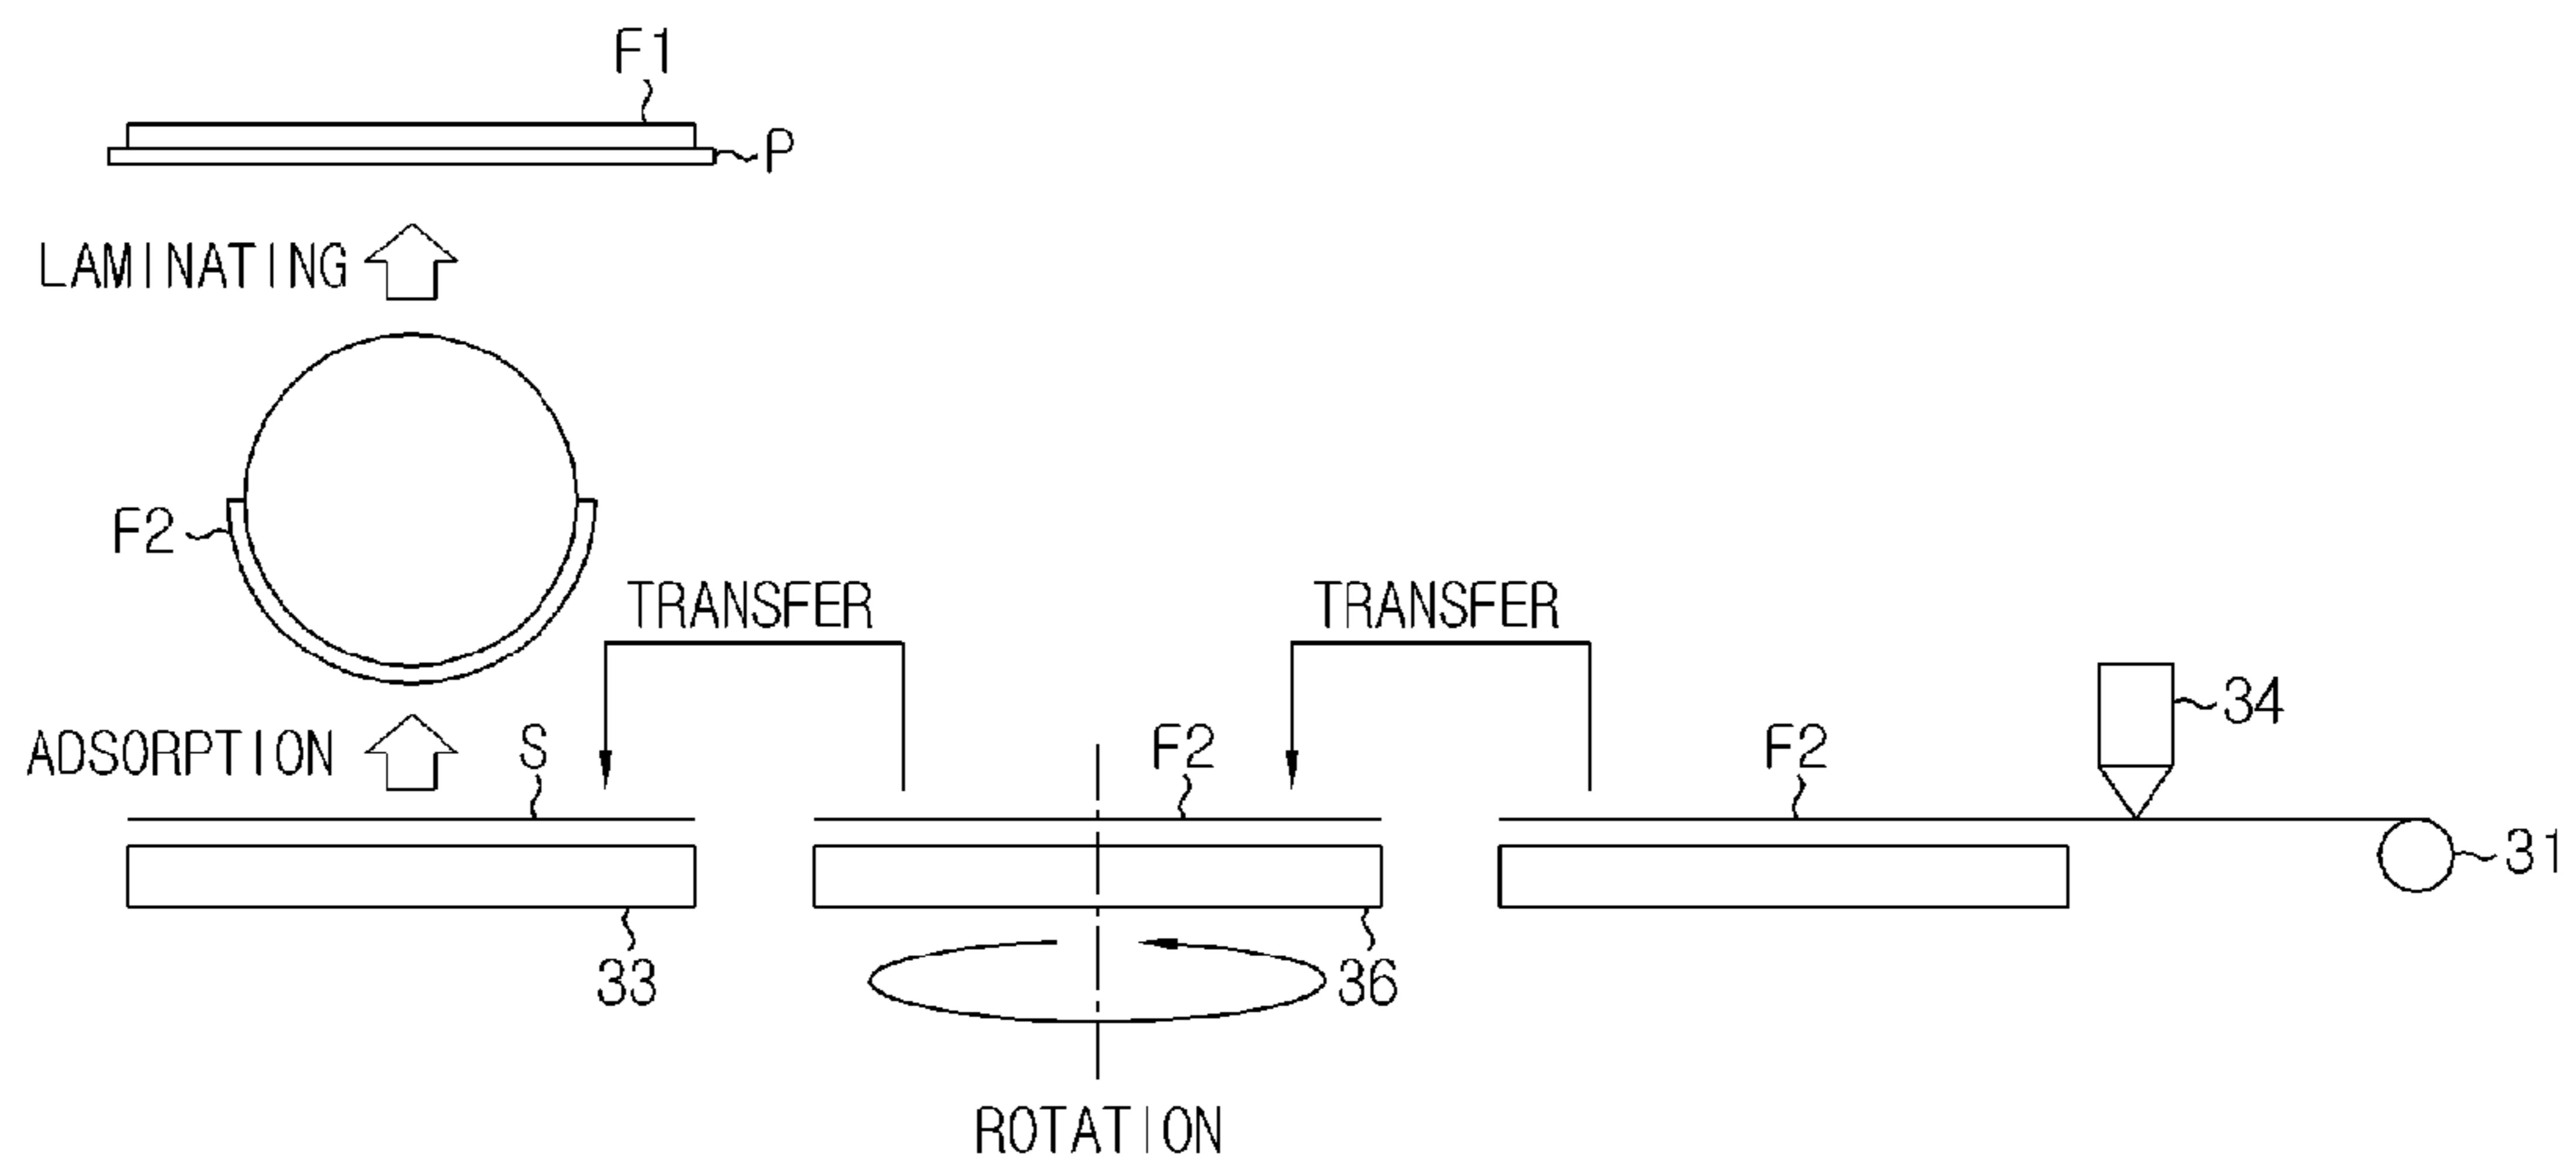 F1
P
LAMINATING
F2
TRANSFER
TRANSFER
34
ADSORPTION
S
F2
F2
31
33
36
ROTATION